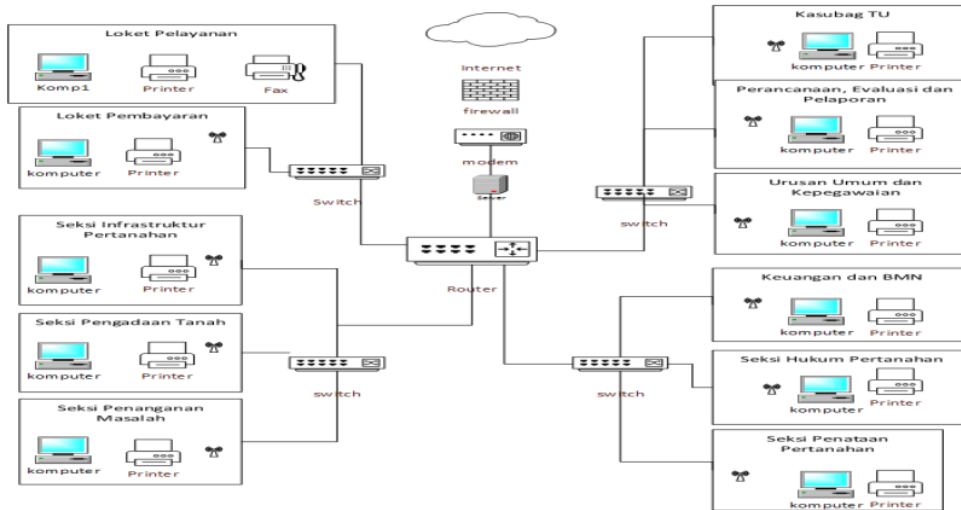 Loket Pelayanan
Komp1
Printer
Fax
Loket Pembayaran
komputer
Printer
Switch
Seksi Infrastruktur
Pertanahan
komputer
Printer
Seksi Pengadaan Tanah
komputer
Printer
switch
Seksi Penanganan
Masalah
komputer
Printer
Internet
firewall
modem
Server
Router
Kasubag TU
komputer Printer
Perancanaan, Evaluasi dan
Pelaporan
komputer Printer
switch
Urusan Umum dan
Kepegawaian
komputer Printer
Keuangan dan BMN
komputer Printer
switch
Seksi Hukum Pertanahan
komputer Printer
Seksi Penataan
Pertanahan
komputer Printer